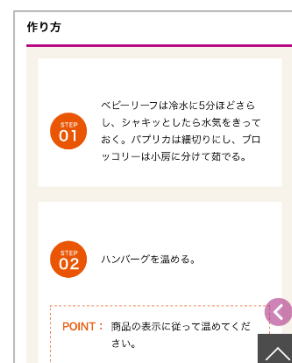 作り方
STEP
01
ベビーリーフは冷水に5分ほどさら
し、シャキッとしたら水気をきって
おく。パプリカは細切りにし、ブロ
ッコリーは小房に分けて茹でる。
STEP
02
ハンバーグを温める。
POINT： 商品の表示に従って温めてくだ
さい。